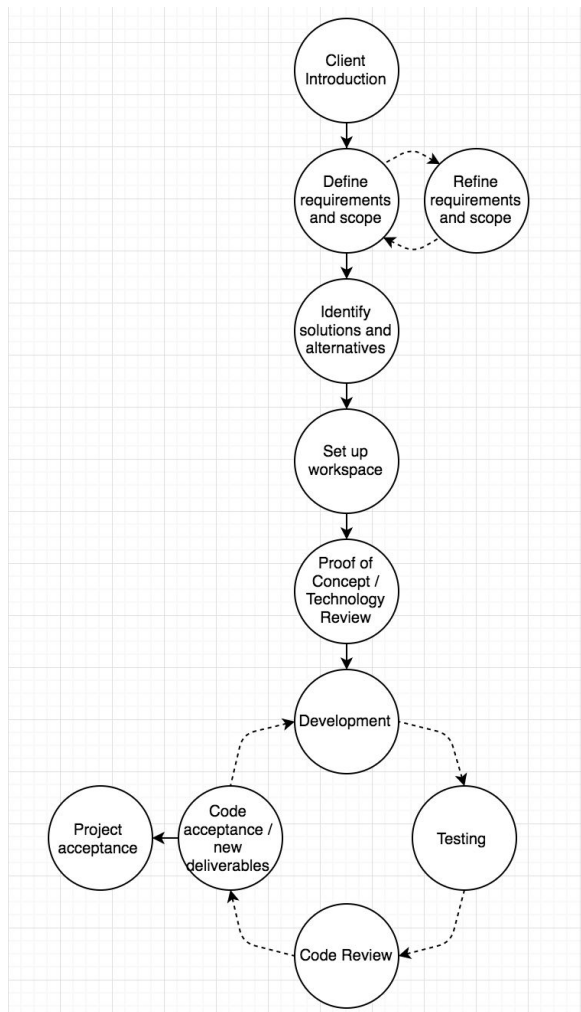 Client
Introduction
Define
requirements
and scope
Refine
requirements
and scope
Identify
solutions and
alternatives
Set up
workspace
Proof of
Concept /
Technology
Review
Development
Project
acceptance
Code
acceptance /
new
deliverables
Testing
Code Review